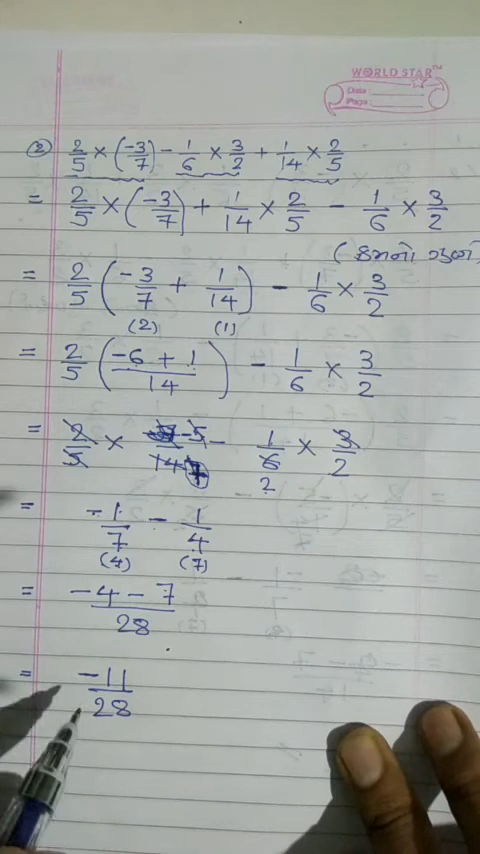 WORLD STAR™
Date :
Page :
② 2/5 × (-3/7) - 1/6 × 3/2 + 1/14 × 2/5
= 2/5 × (-3/7) + 1/14 × 2/5 - 1/6 × 3/2
= 2/5 (-3/7 + 1/14) - 1/6 × 3/2
(2) (1)
= 2/5 ((-6 + 1)/14) - 1/6 × 3/2
= 2/5 × -5/14 7 - 1/6 × 3/2
2
= -1/7 - 1/4
(4) (7)
= (-4 - 7)/28
= -11/28